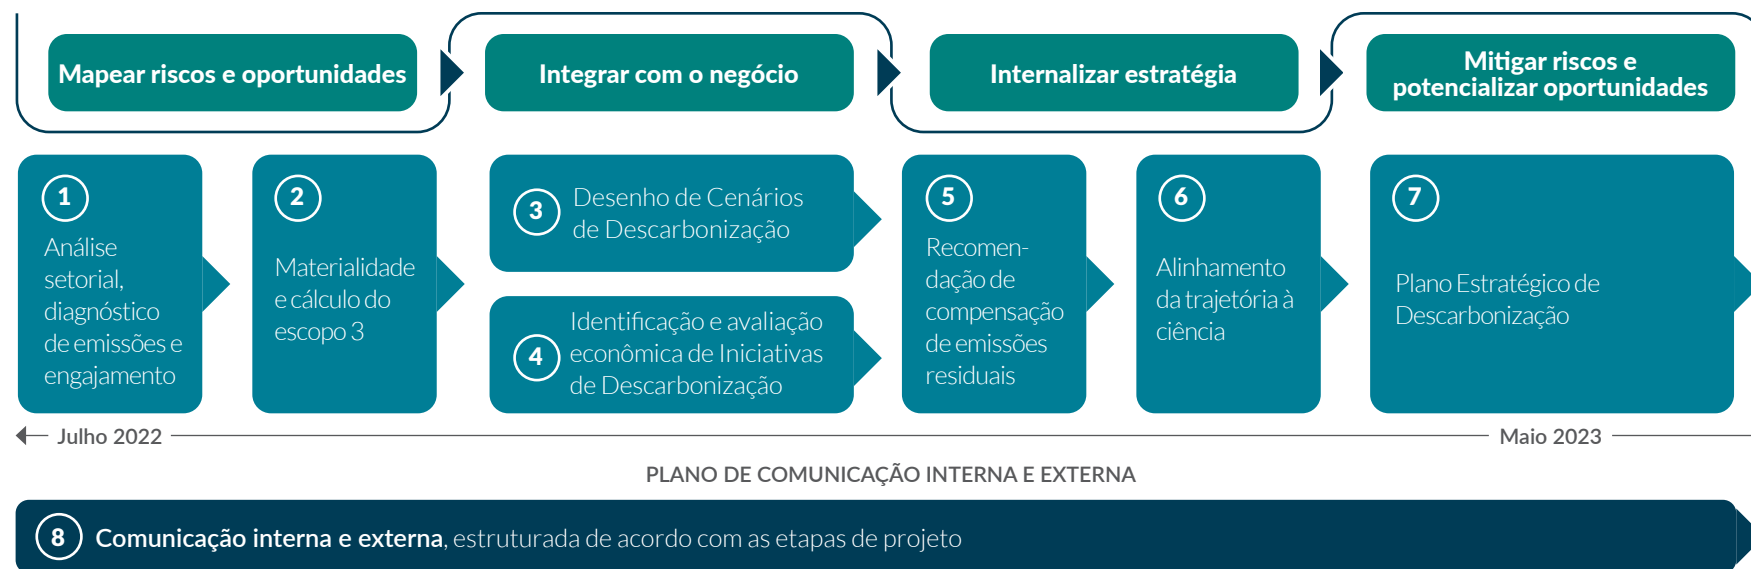 Mapear riscos e oportunidades
Integrar com o negócio
Internalizar estratégia
Mitigar riscos e
potencializar oportunidades
1
Análise
setorial,
diagnóstico
de emissões e
engajamento
2
Materialidade
e cálculo do
escopo 3
3
Desenho de Cenários
de Descarbonização
4
Identificação e avaliação
econômica de Iniciativas
de Descarbonização
5
Recomen-
dação de
compensação
de emissões
residuais
6
Alinhamento
da trajetória à
ciência
7
Plano Estratégico de
Descarbonização
Julho 2022
Maio 2023
PLANO DE COMUNICAÇÃO INTERNA E EXTERNA
8 Comunicação interna e externa, estruturada de acordo com as etapas de projeto